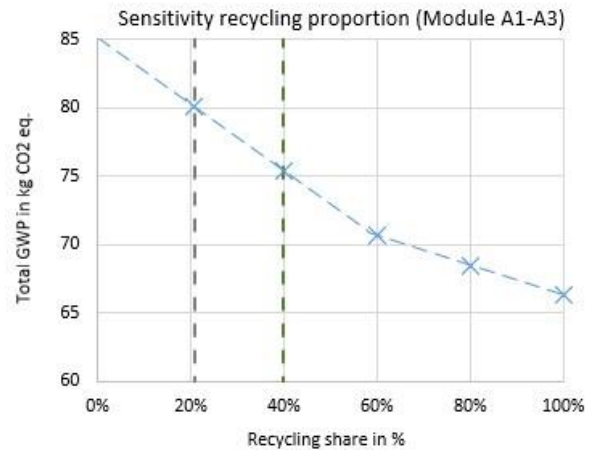 Sensitivity recycling proportion (Module A1-A3)
Total GWP in kg CO2 eq.
85
80
75
70
65
60
0% 20% 40% 60% 80% 100%
Recycling share in %